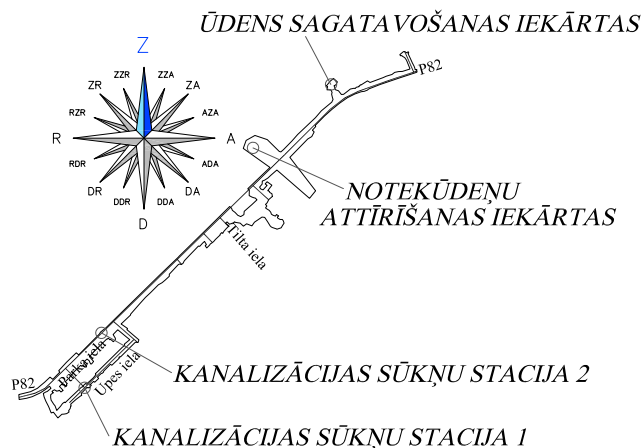 ŪDENS SAGATAVOŠANAS IEKĀRTAS
P82
Z
ZZR
ZZA
ZR
ZA
RZR
AZA
R
A
RDR
ADA
DR
DA
DDR
DDA
D
NOTEKŪDEŅU
ATTĪRĪŠANAS IEKĀRTAS
Tilta iela
Parka iela
Upes iela
P82
KANALIZĀCIJAS SŪKŅU STACIJA 2
KANALIZĀCIJAS SŪKŅU STACIJA 1